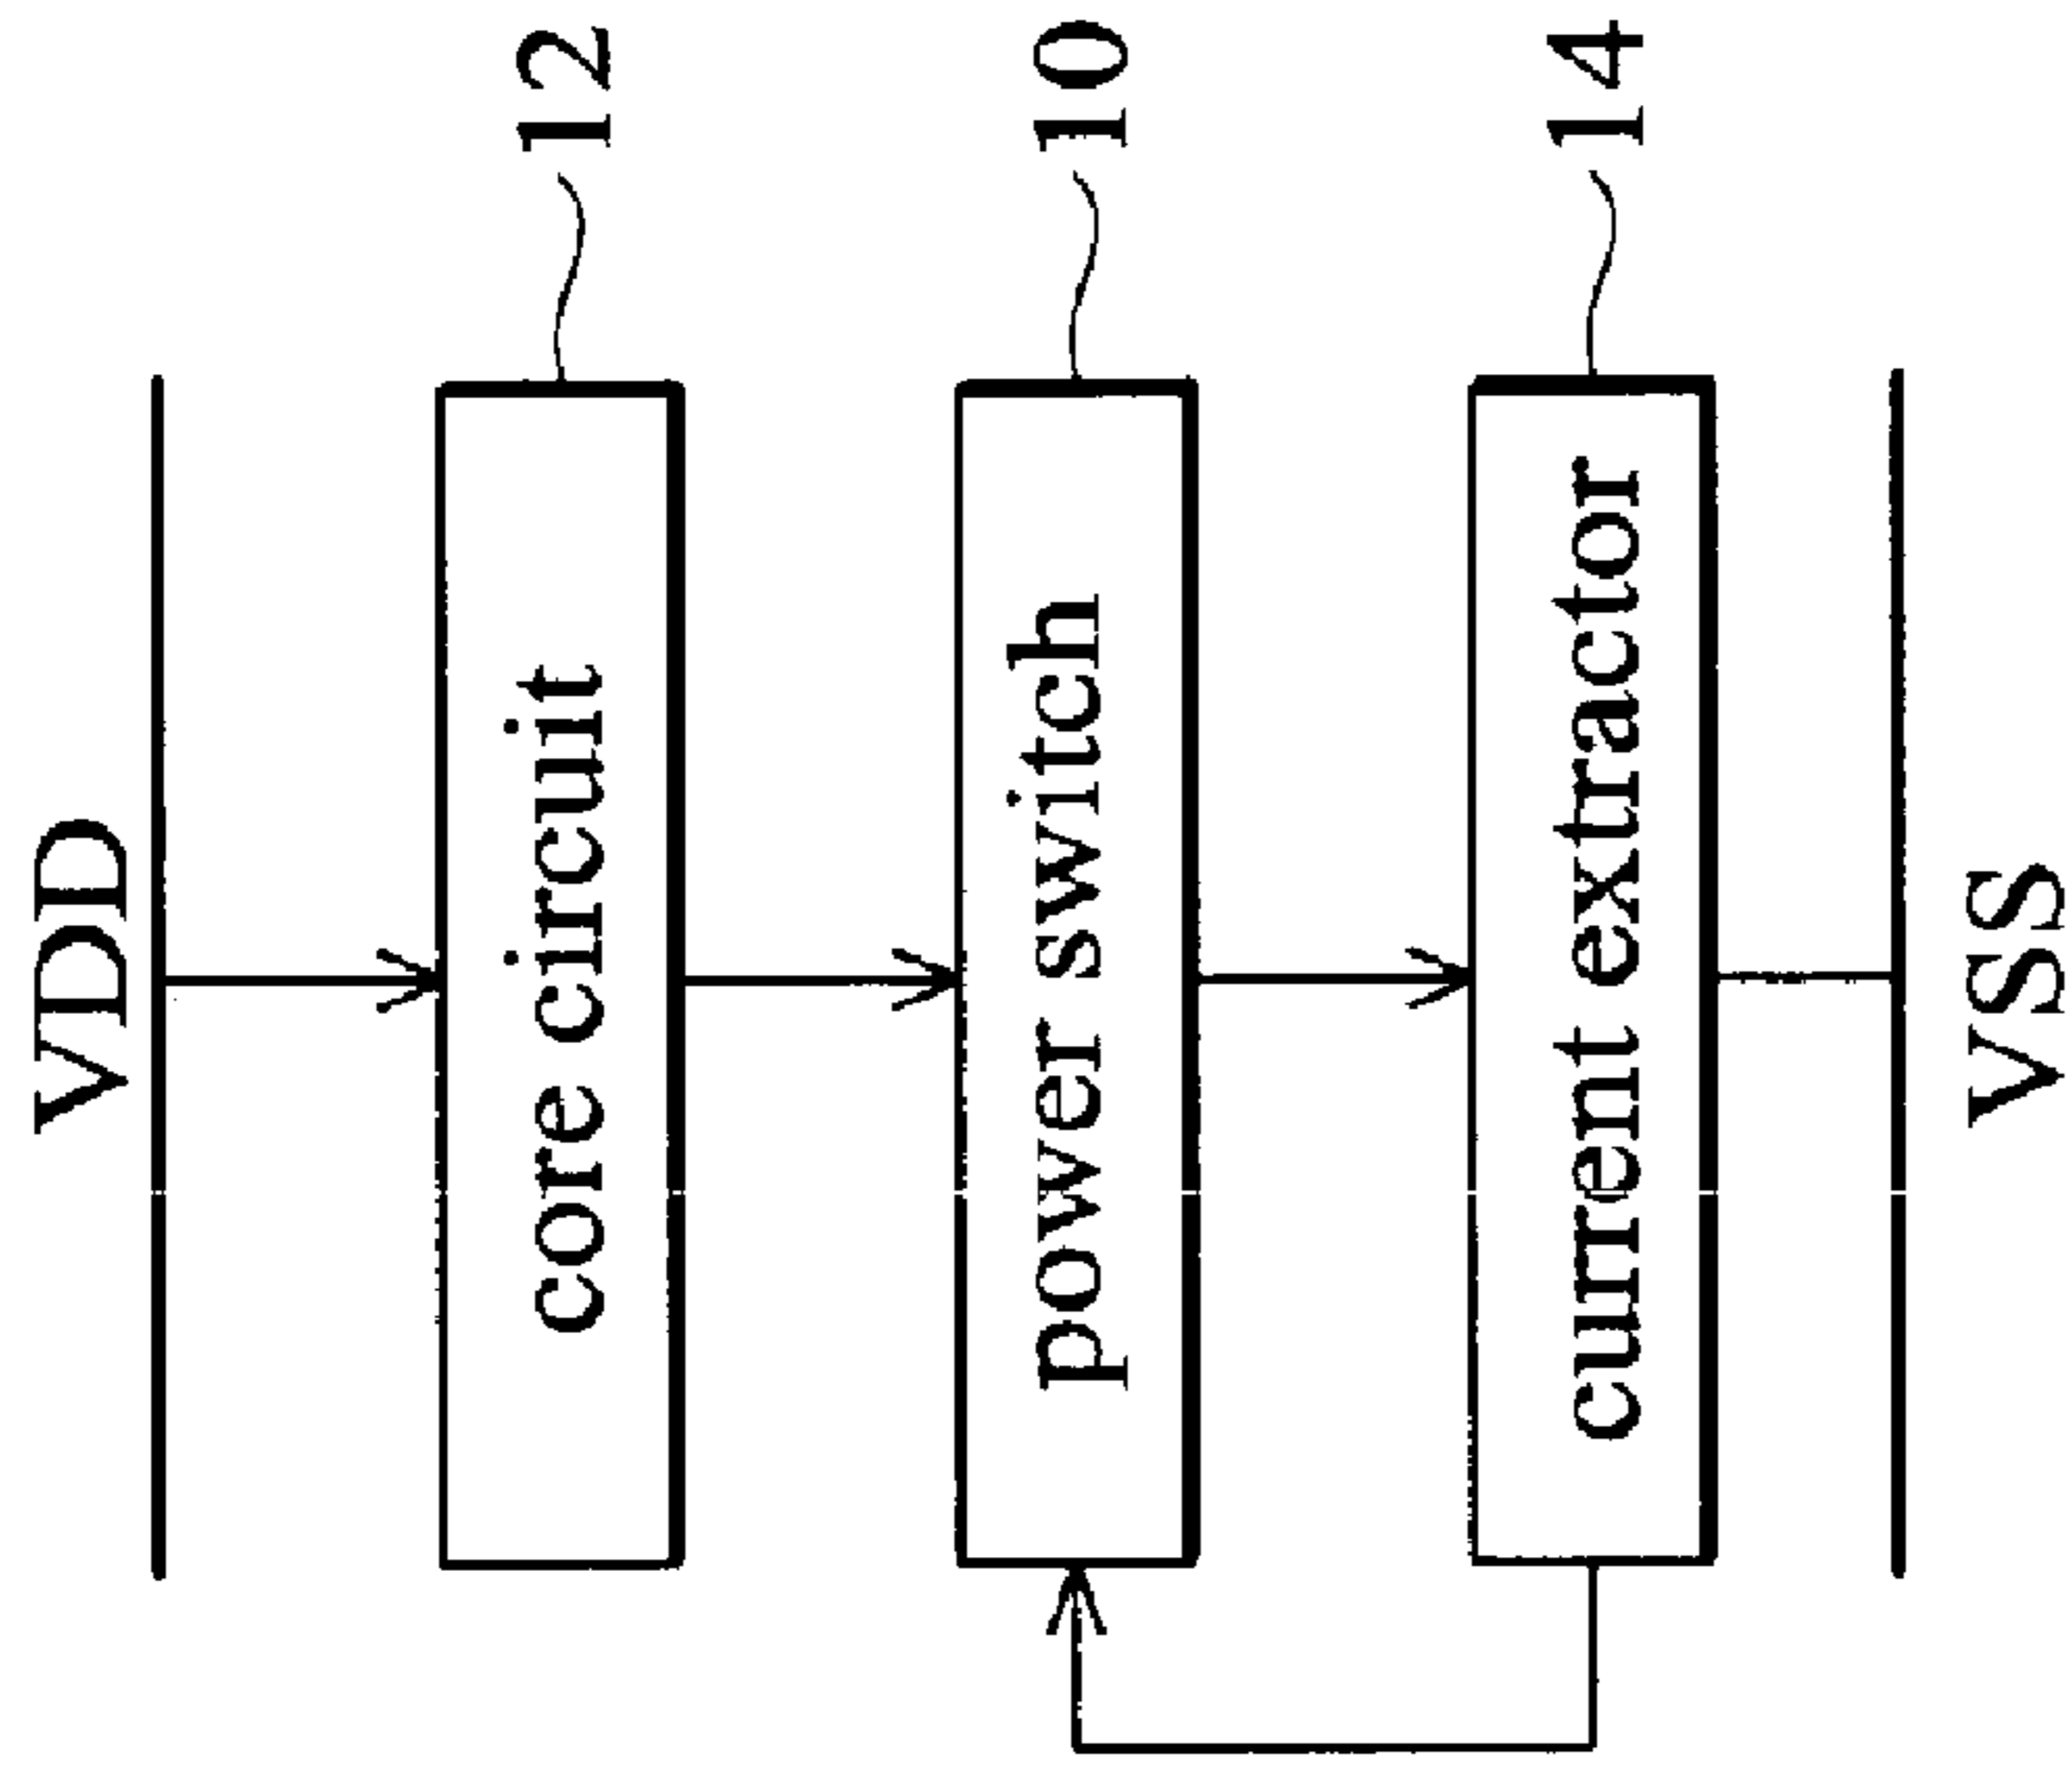 VDD
core circuit
12
power switch
10
current extractor
14
VSS